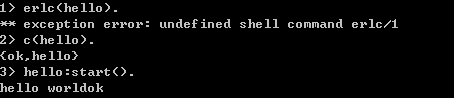 1> erlc(hello).
** exception error: undefined shell command erlc/1
2> c(hello).
{ok,hello}
3> hello:start().
hello worldok